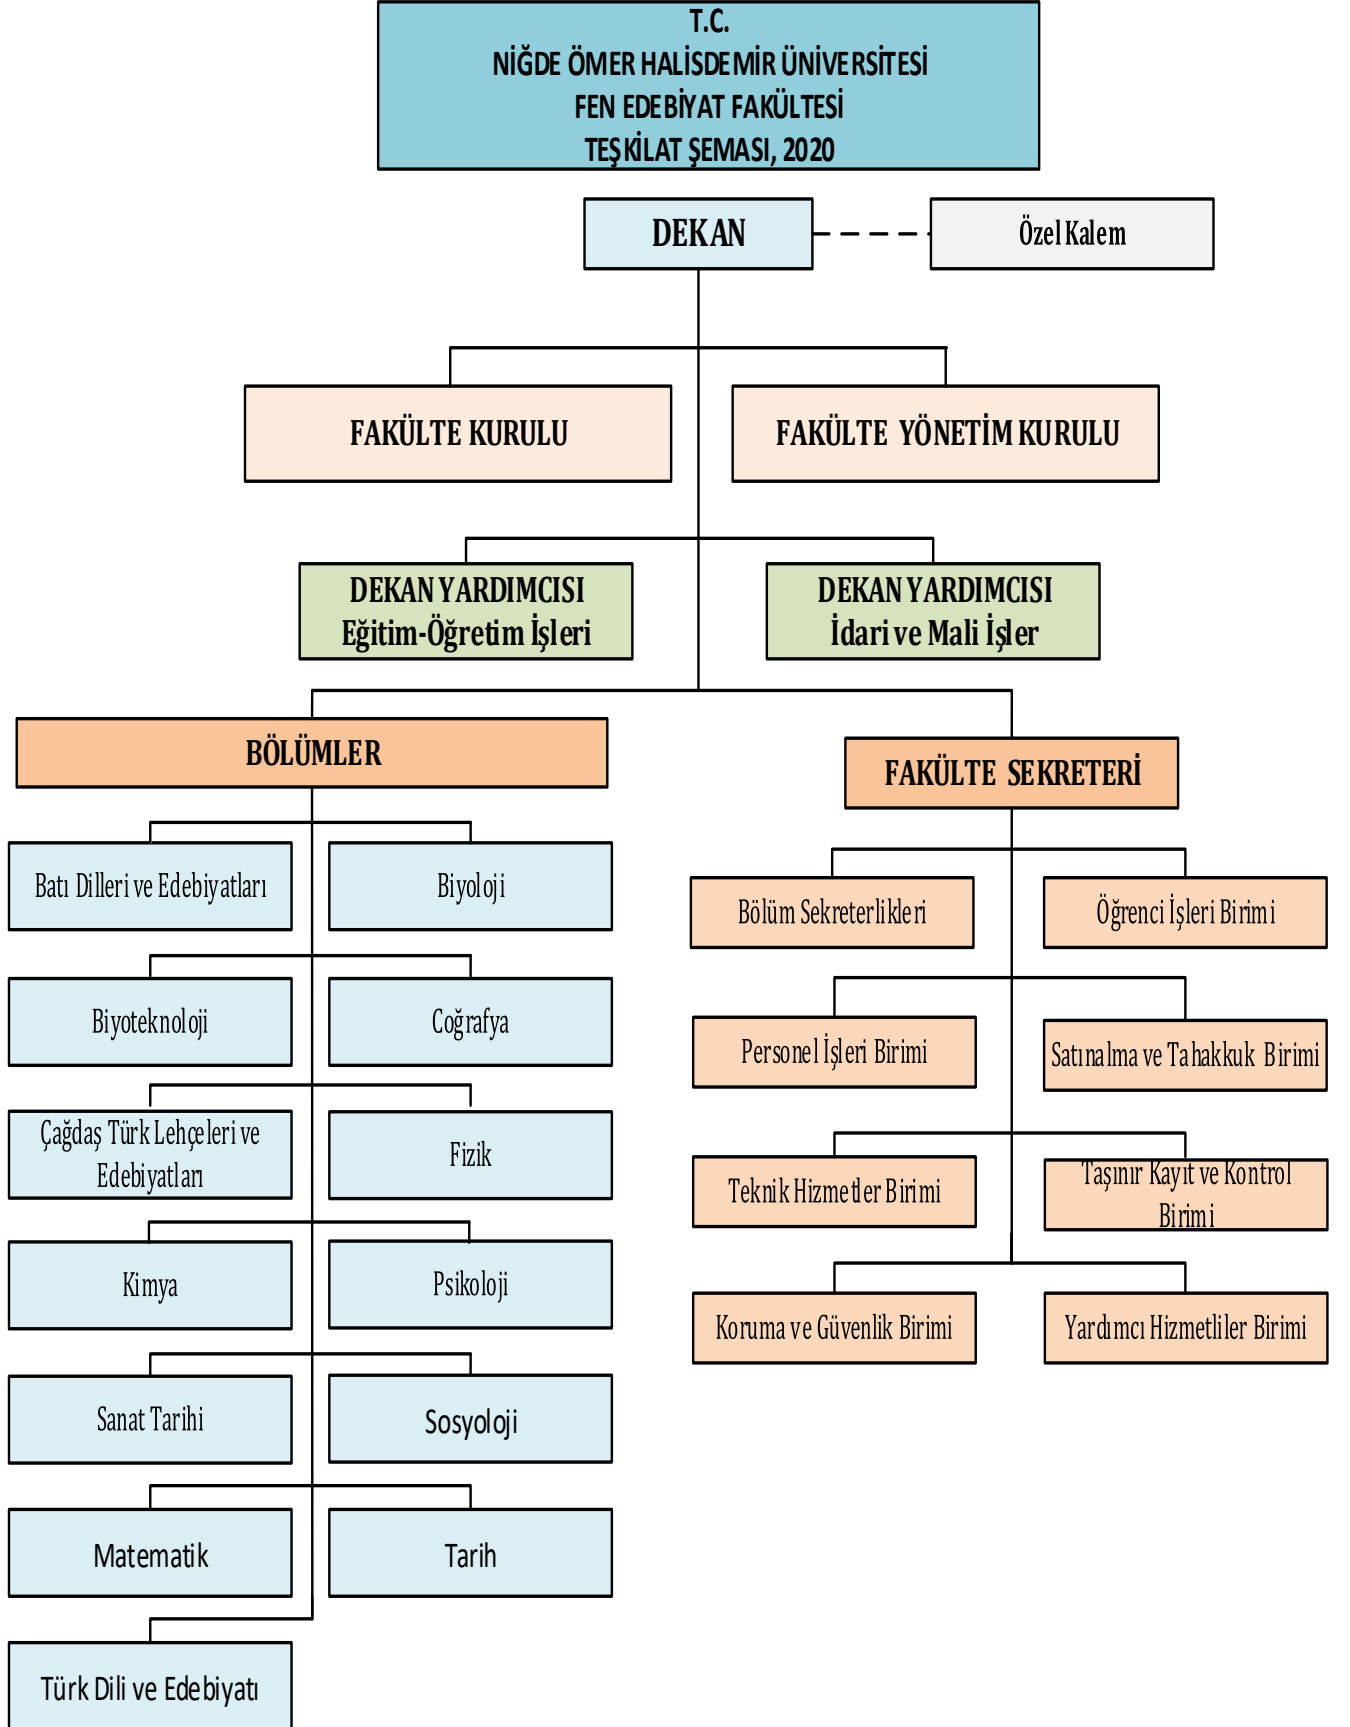 T.C.
NİĞDE ÖMER HALİSDEMİR ÜNİVERSİTESİ
FEN EDEBİYAT FAKÜLTESİ
TEŞKİLAT ŞEMASI, 2020
DEKAN
Özel Kalem
FAKÜLTE KURULU
FAKÜLTE YÖNETİM KURULU
DEKAN YARDIMCISI
Eğitim-Öğretim İşleri
DEKAN YARDIMCISI
İdari ve Mali İşler
BÖLÜMLER
FAKÜLTE SEKRETERİ
Batı Dilleri ve Edebiyatları
Biyoloji
Bölüm Sekreterlikleri
Öğrenci İşleri Birimi
Biyoteknoloji
Coğrafya
Personel İşleri Birimi
Satınalma ve Tahakkuk Birimi
Çağdaş Türk Lehçeleri ve
Edebiyatları
Fizik
Teknik Hizmetler Birimi
Taşınır Kayıt ve Kontrol
Birimi
Kimya
Psikoloji
Koruma ve Güvenlik Birimi
Yardımcı Hizmetliler Birimi
Sanat Tarihi
Sosyoloji
Matematik
Tarih
Türk Dili ve Edebiyatı